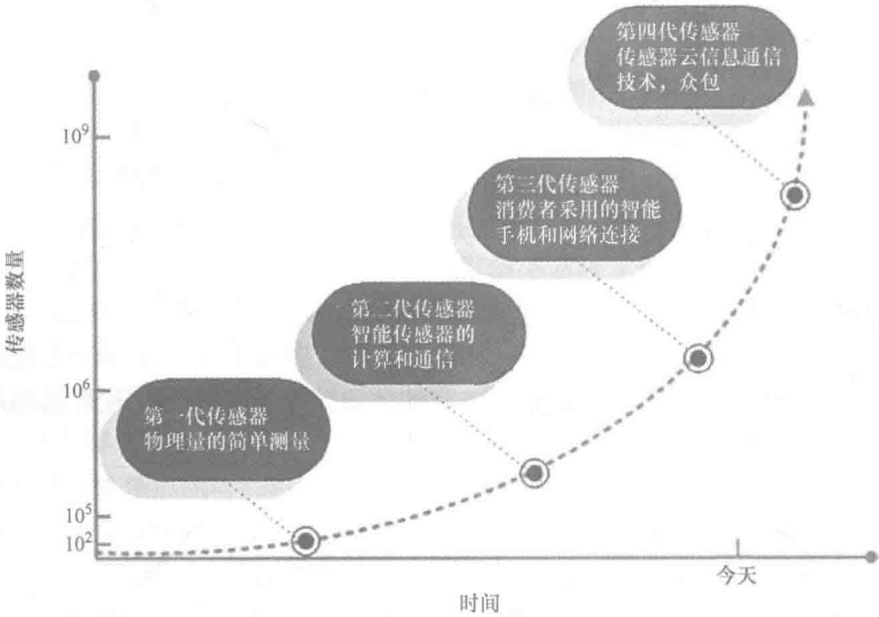 第四代传感器
传感器云信息通信
技术，众包
10⁹
第三代传感器
消费者采用的智能
手机和网络连接
传感器数量
第二代传感器
智能传感器的
计算和通信
10⁶
第一代传感器
物理量的简单测量
10⁵
10²
今天
时间